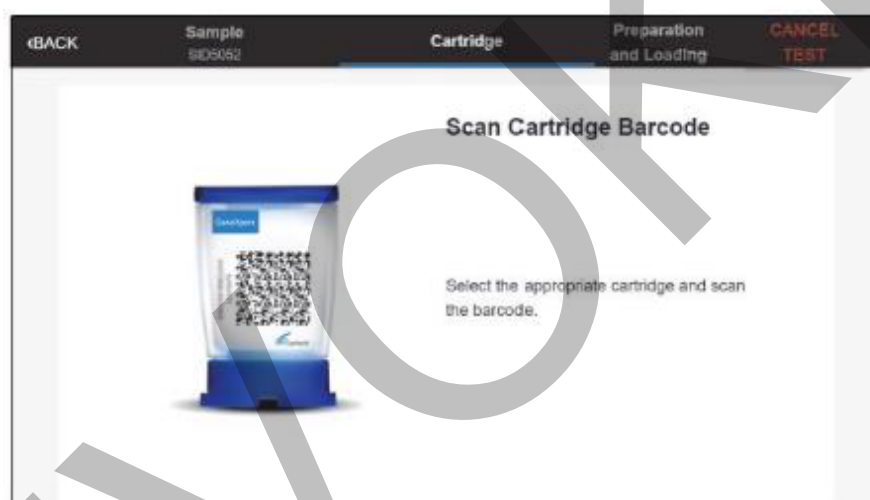 ‹BACK
Sample
SID5052
Cartridge
Preparation
and Loading
CANCEL
TEST
Scan Cartridge Barcode
GeneXpert
Select the appropriate cartridge and scan
the barcode.